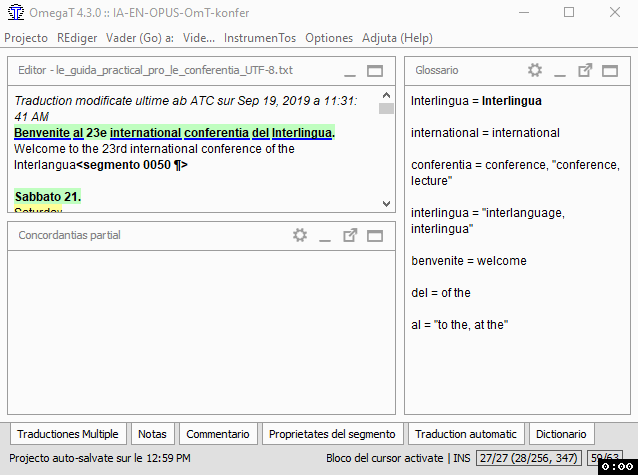 OmegaT 4.3.0 :: IA-EN-OPUS-OmT-konfer
Projecto REdiger Vader (Go) a: Vide... InstrumenTos Optiones Adjuta (Help)
Editor - le_guida_practical_pro_le_conferentia_UTF-8.txt
Traduction modificate ultime ab ATC sur Sep 19, 2019 a 11:31:
41 AM
Benvenite al 23e international conferentia del Interlingua.
Welcome to the 23rd international conference of the
Interlangua<segmento 0050 ¶>
Sabbato 21.
Saturday
Concordantias partial
Glossario
Interlingua = Interlingua
international = international
conferentia = conference, "conference,
lecture"
interlingua = "interlanguage,
interlingua"
benvenite = welcome
del = of the
al = "to the, at the"
Traductiones Multiple Notas Commentario Proprietates del segmento Traduction automatic Dictionario
Projecto auto-salvate sur le 12:59 PM Bloco del cursor activate | INS 27/27 (28/256, 347) 59/63
0:00